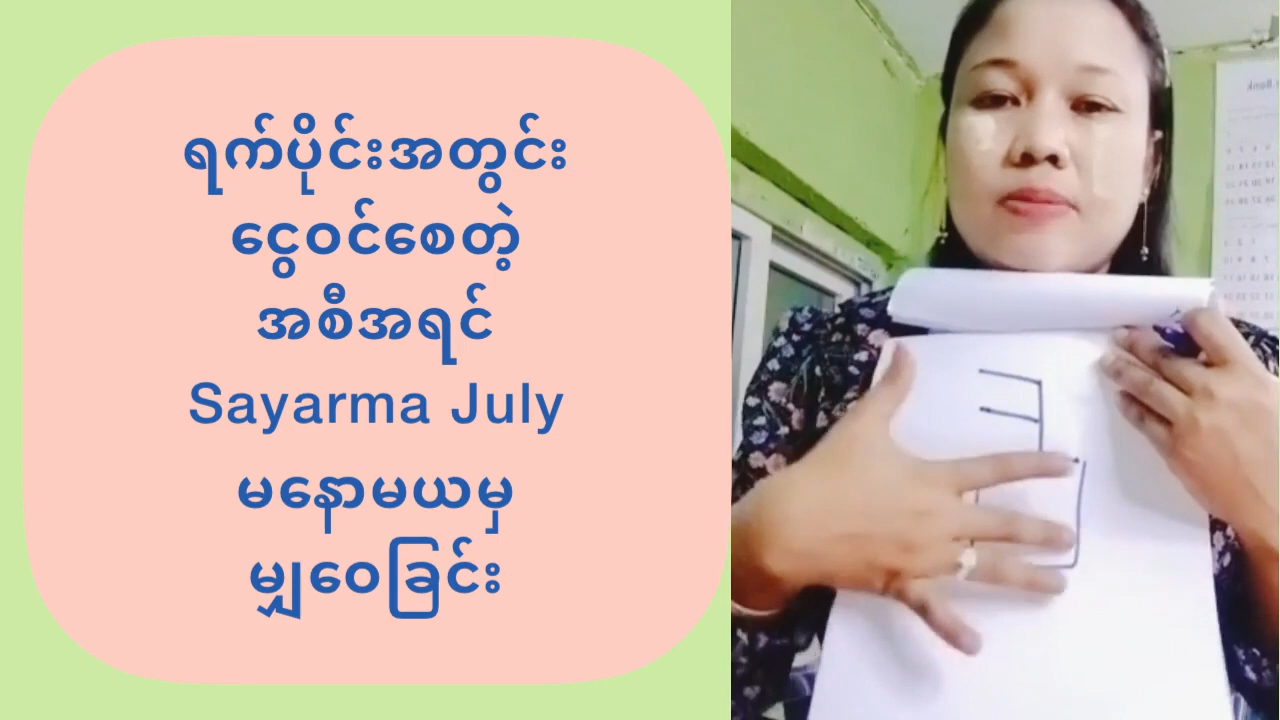 ရက်ပိုင်းအတွင်း
ငွေဝင်စေတဲ့
အစီအရင်
Sayarma July
မနောမယမှ
မျှဝေခြင်း